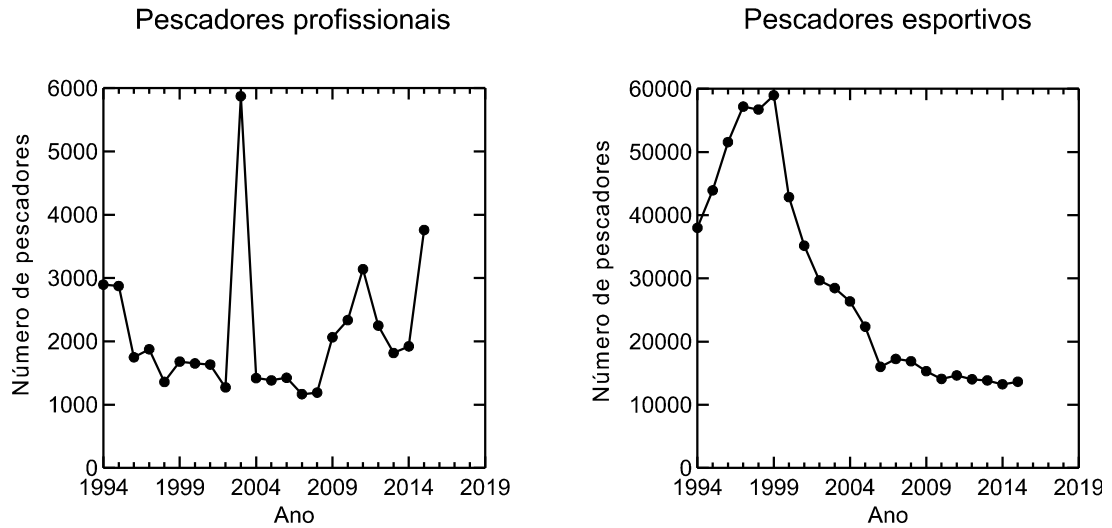 Pescadores profissionais
6000
5000
4000
3000
2000
1000
0
Número de pescadores
1994 1999 2004 2009 2014 2019
Ano
Pescadores esportivos
60000
50000
40000
30000
20000
10000
0
Número de pescadores
1994 1999 2004 2009 2014 2019
Ano